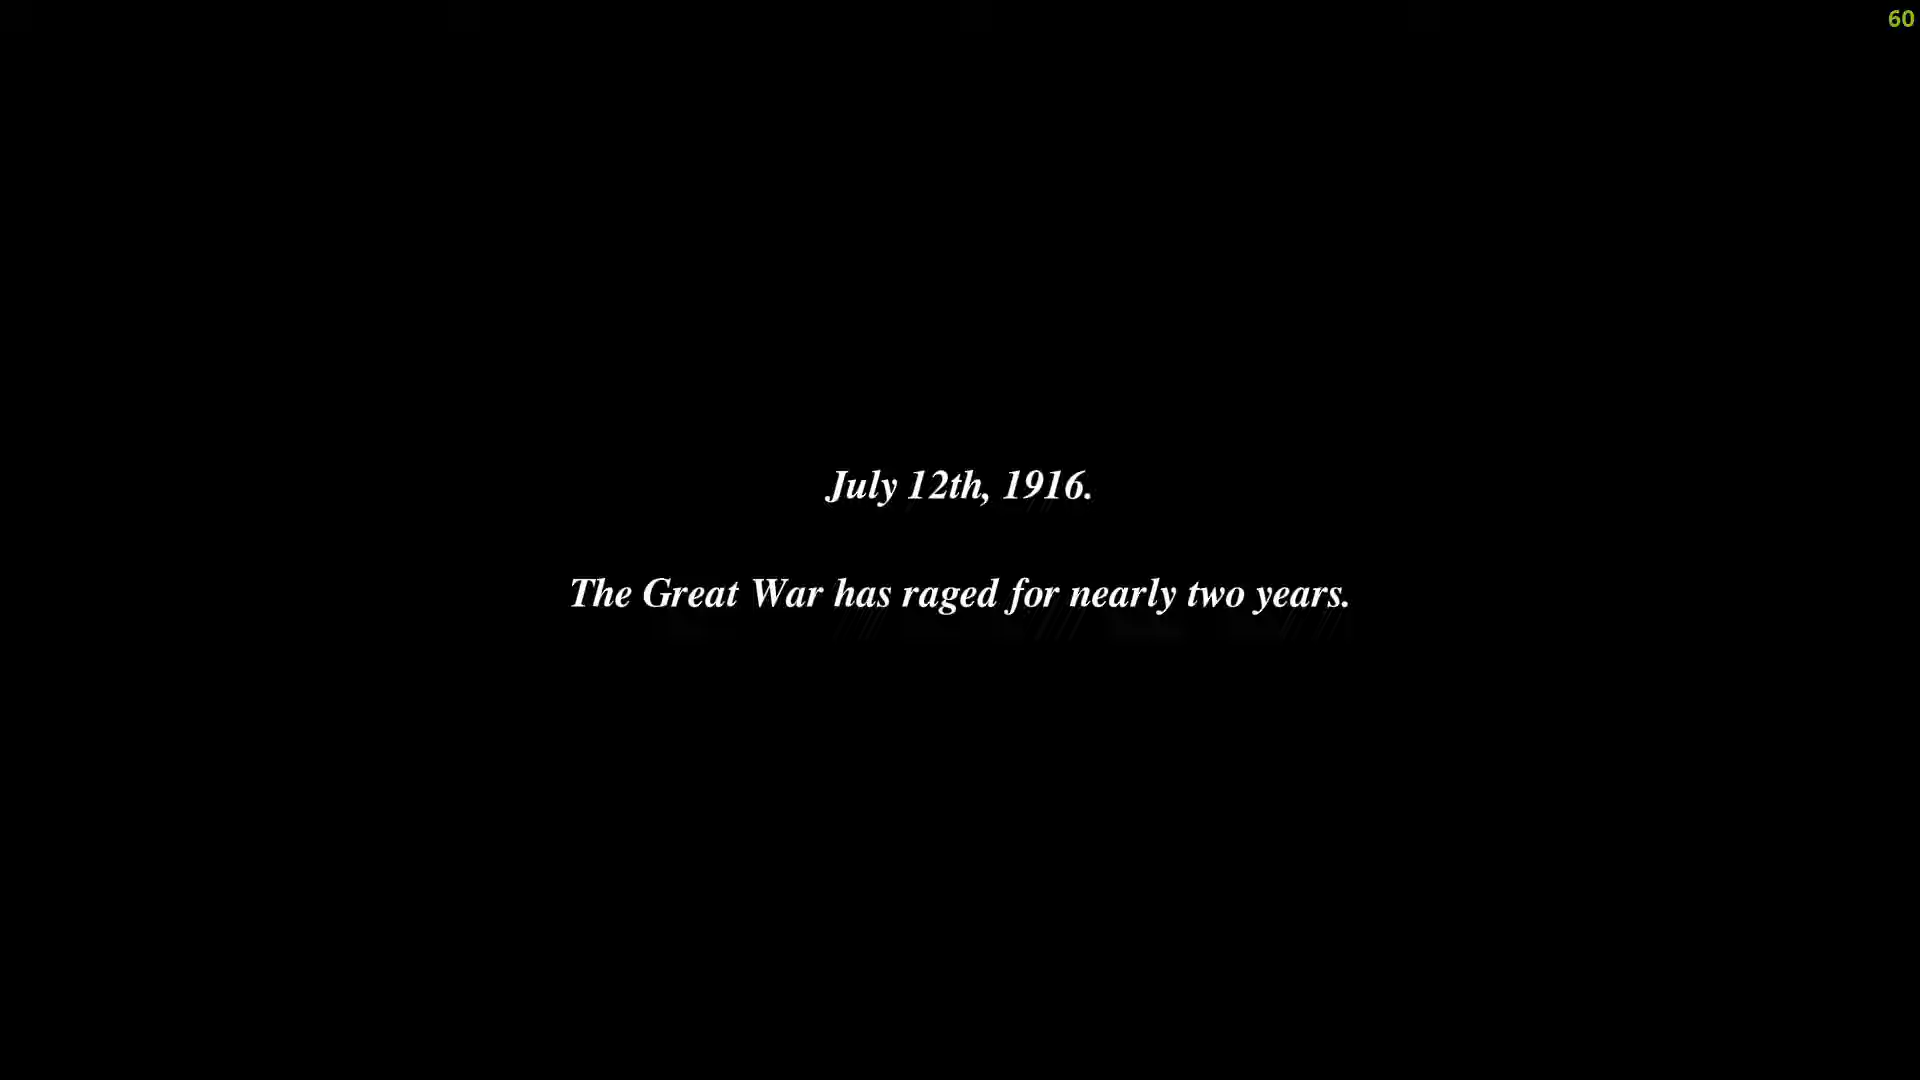 60
July 12th, 1916.
The Great War has raged for nearly two years.